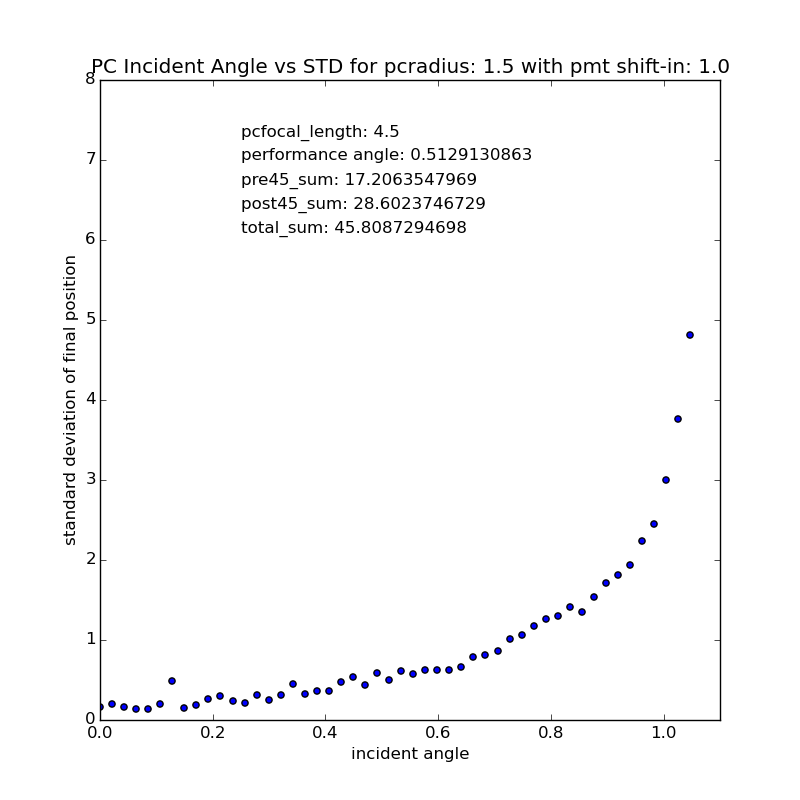 PC Incident Angle vs STD for pcradius: 1.5 with pmt shift-in: 1.0
8
pcfocal_length: 4.5
performance angle: 0.5129130863
7
pre45_sum: 17.2063547969
post45_sum: 28.6023746729
total_sum: 45.8087294698
6
5
4
3
2
1
0
standard deviation of final position
0.0 0.2 0.4 0.6 0.8 1.0
incident angle